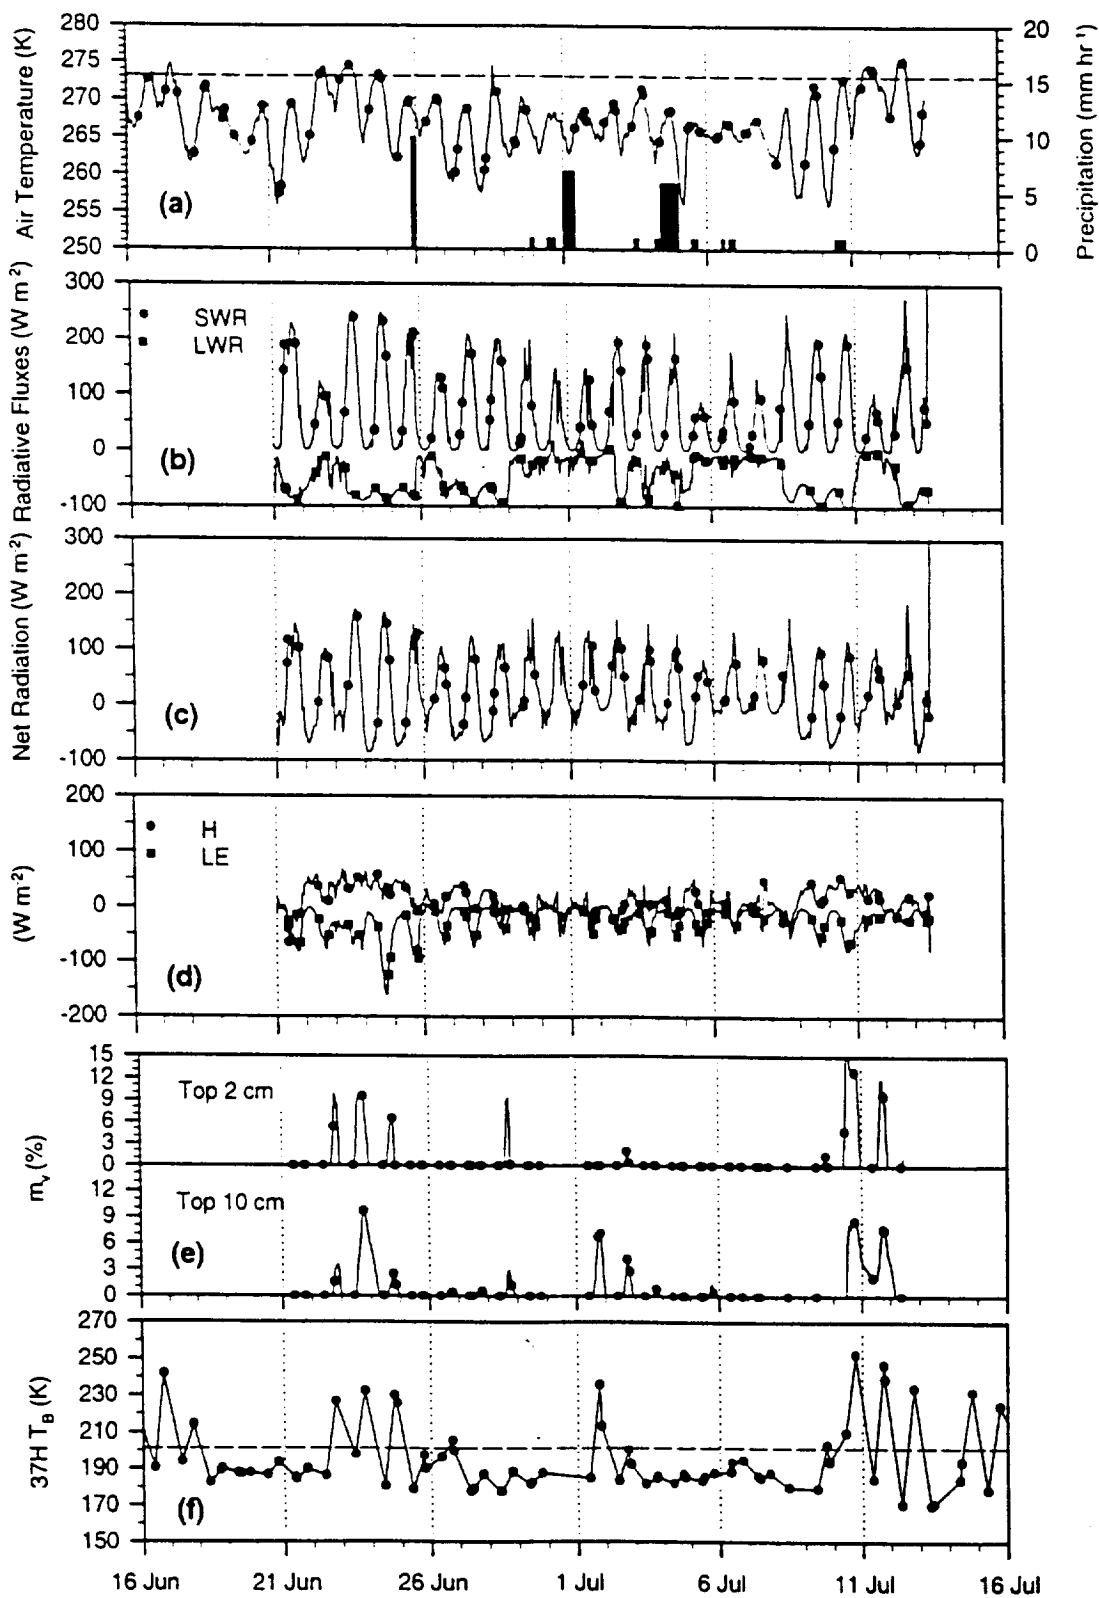 280
275
270
265
260
255
250
Air Temperature (K)
(a)
20
15
10
5
0
Precipitation (mm hr¹)
300
200
100
0
-100
Radiative Fluxes (W m⁻²)
SWR
LWR
(b)
300
200
100
0
-100
Net Radiation (W m⁻²)
(c)
200
100
0
-100
-200
(W m⁻²)
H
LE
(d)
15
12
9
6
3
0
Top 2 cm
mᵥ (%)
12
9
6
3
0
Top 10 cm
(e)
270
250
230
210
190
170
150
37H T_B (K)
(f)
16 Jun 21 Jun 26 Jun 1 Jul 6 Jul 11 Jul 16 Jul